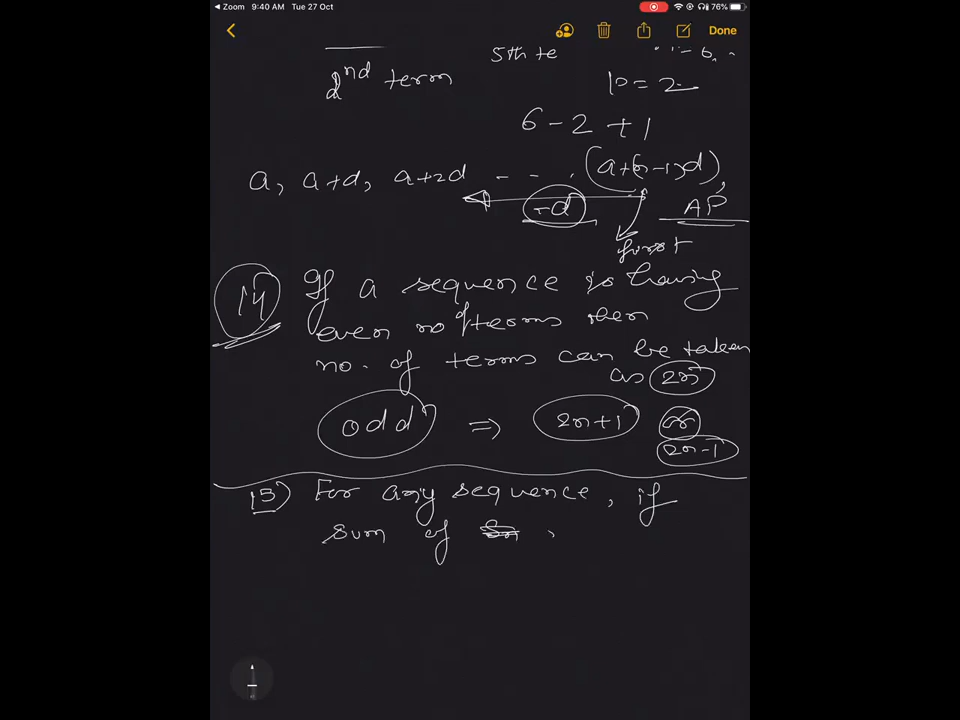 Zoom 9:40 AM Tue 27 Oct 76%
Done
5th te
2nd term
p = 2
6 - 2 + 1
a, a+d, a+2d - - . (a+(n-1)d),
-d AP
first
14 If a sequence is having
even no of terms then
no. of terms can be taken
as 2n
odd ⇒ 2n+1 or
2n-1
15) For any sequence, if
sum of